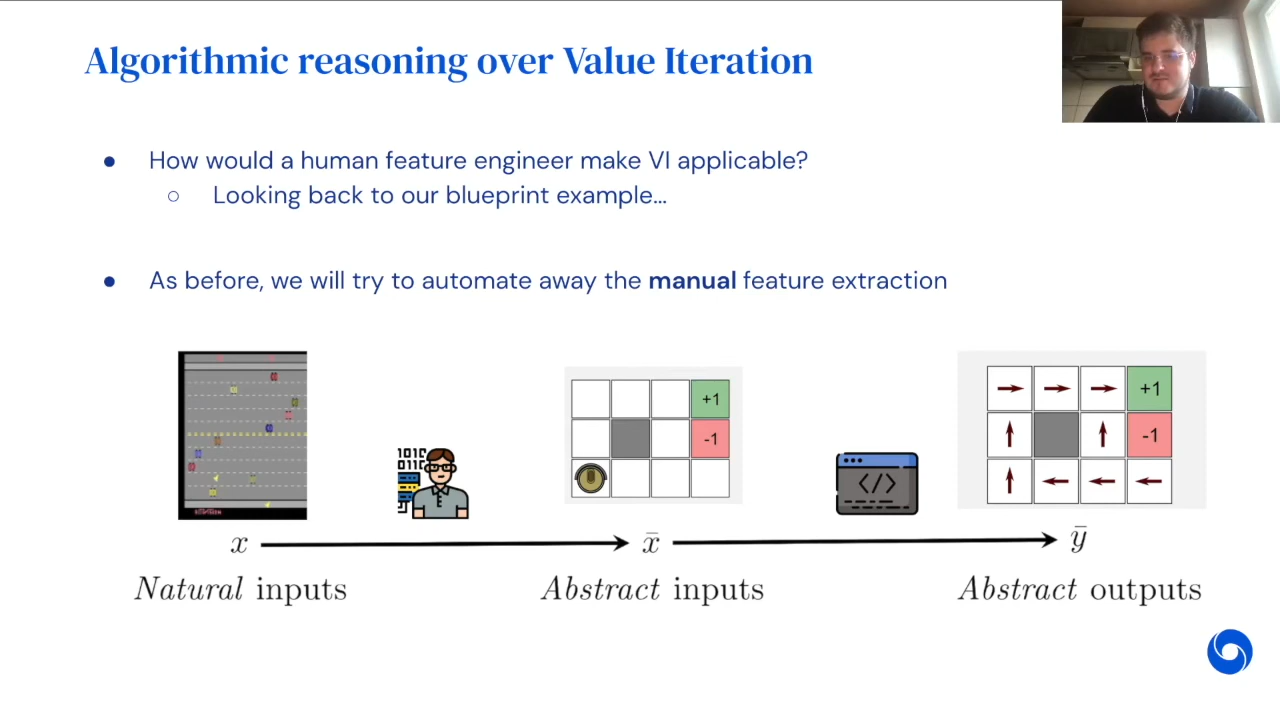 Algorithmic reasoning over Value Iteration
● How would a human feature engineer make VI applicable?
○ Looking back to our blueprint example...
● As before, we will try to automate away the manual feature extraction
+1
-1
1010
0110
</>
+1
-1
x
x̄
ȳ
Natural inputs
Abstract inputs
Abstract outputs